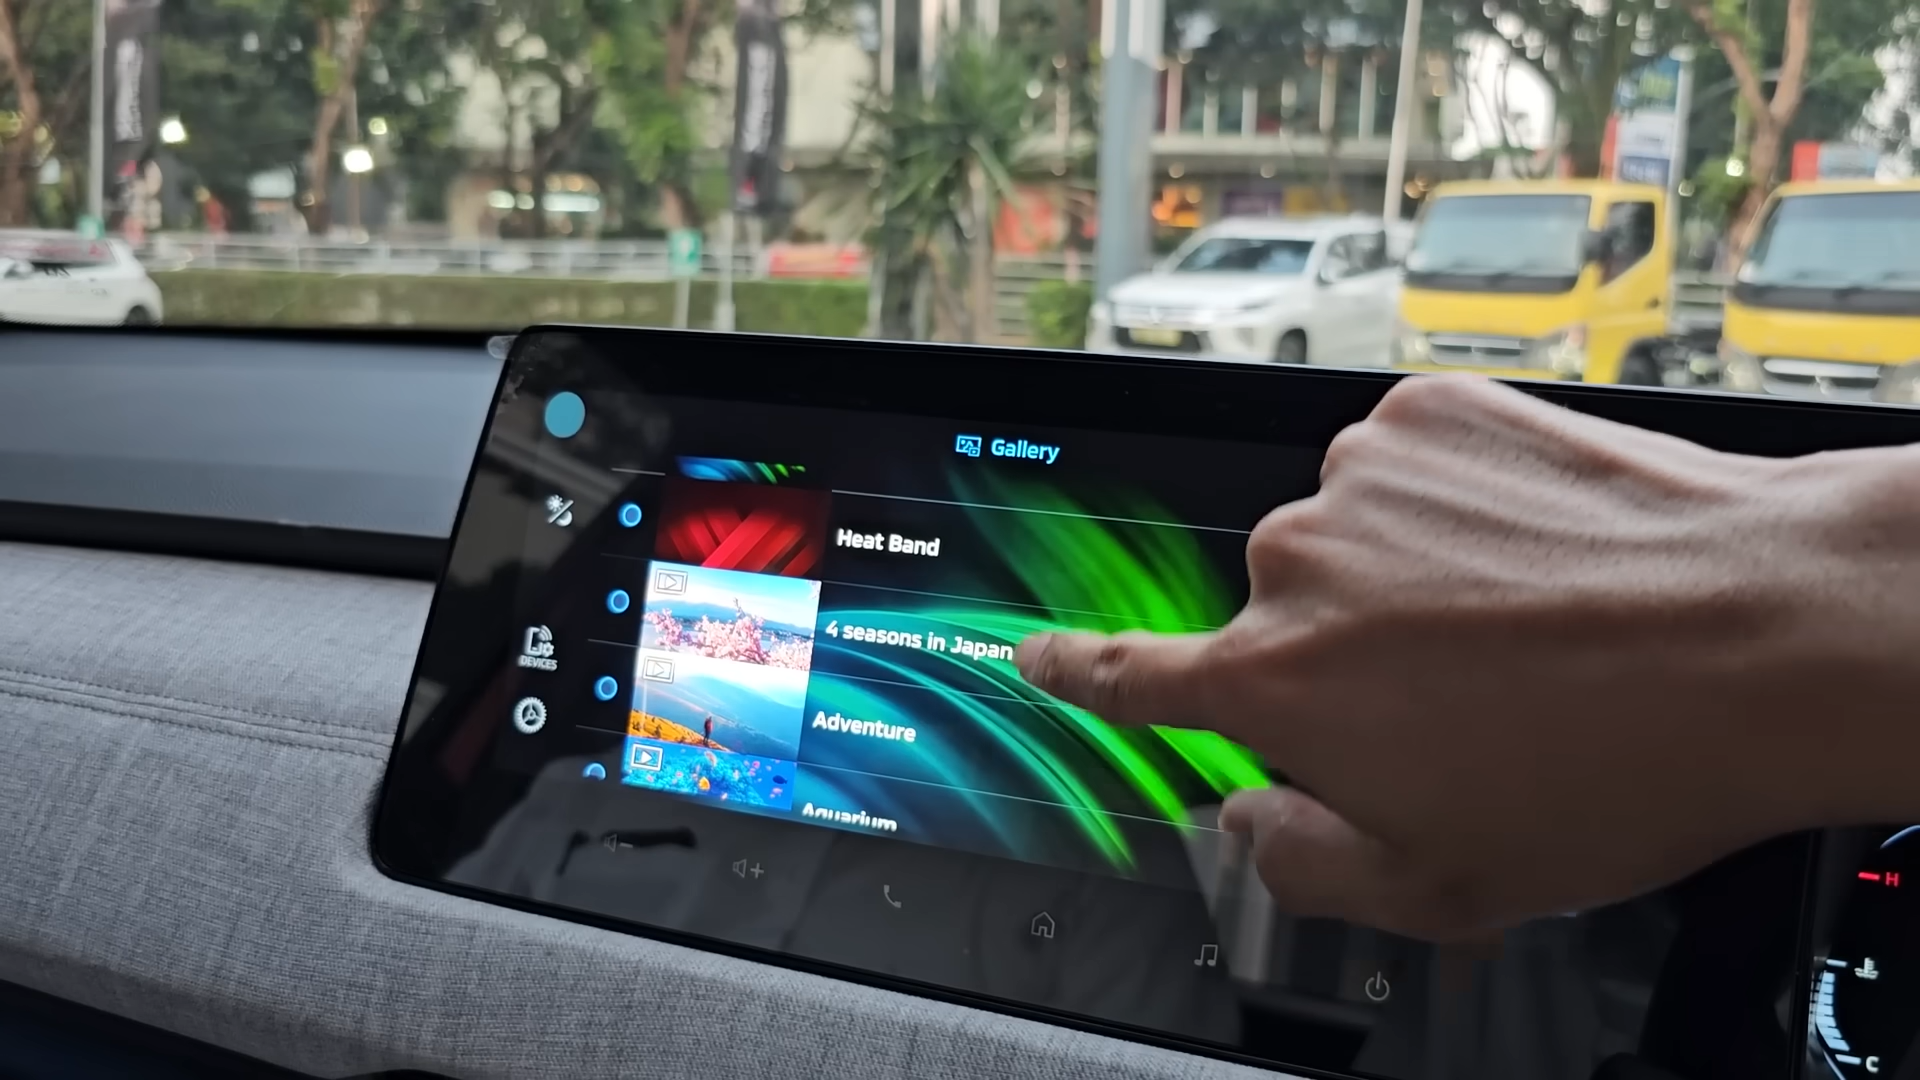 Gallery
Heat Band
4 seasons in Japan
Adventure
Aquarium
DEVICES
H
C